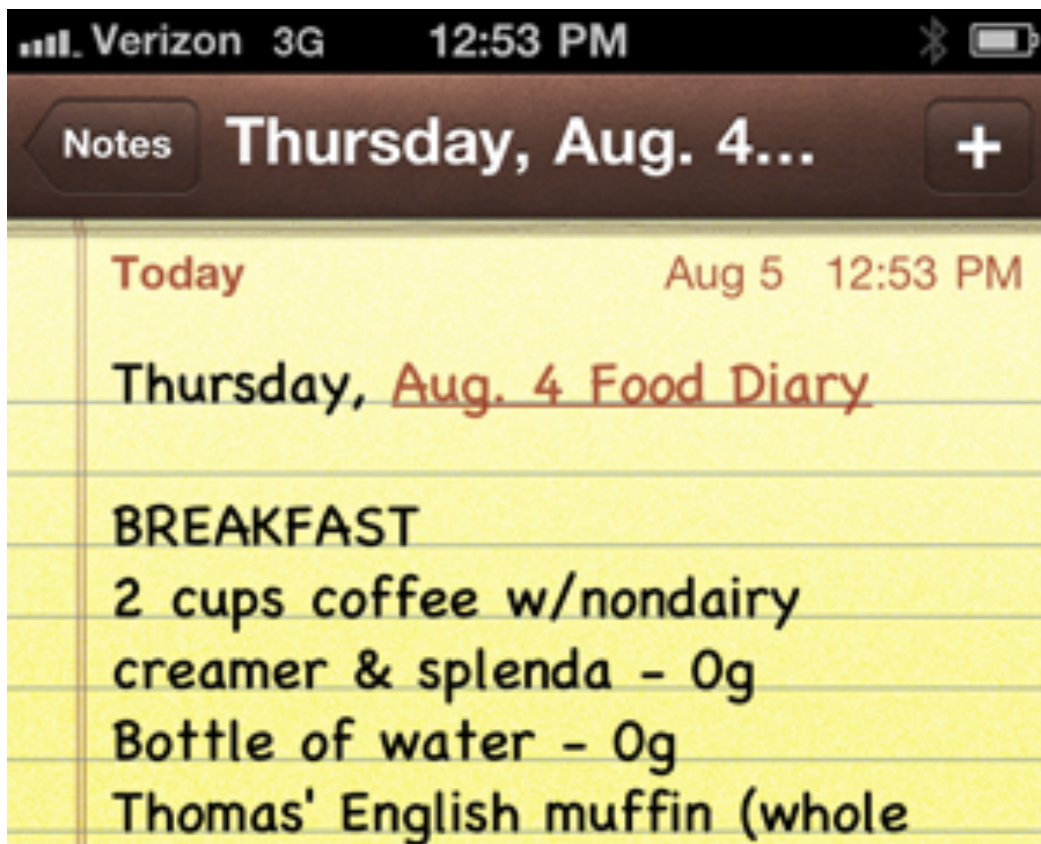 Verizon 3G 12:53 PM
Notes Thursday, Aug. 4... +
Today Aug 5 12:53 PM
Thursday, Aug. 4 Food Diary
BREAKFAST
2 cups coffee w/nondairy
creamer & splenda - 0g
Bottle of water - 0g
Thomas' English muffin (whole